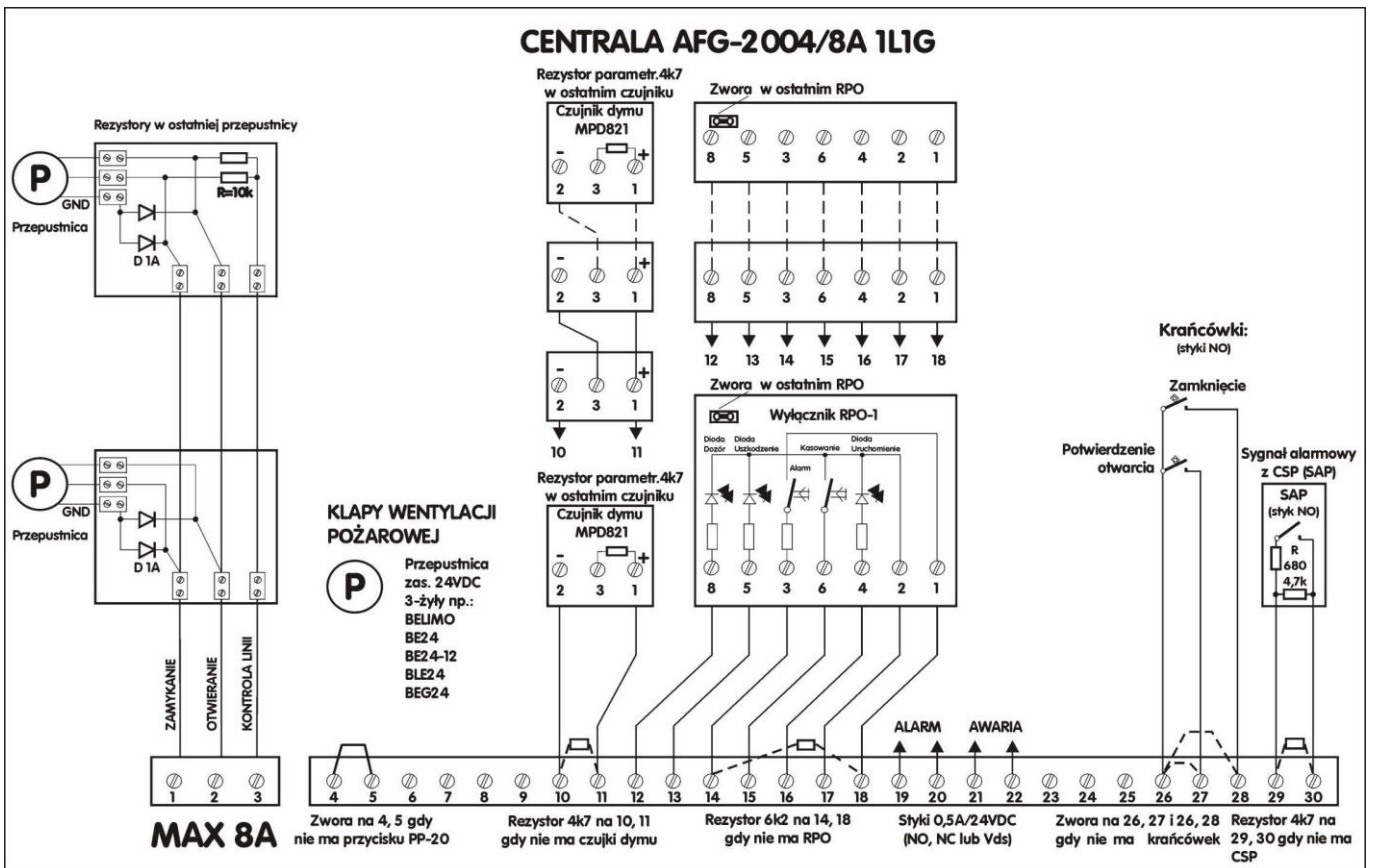 CENTRALA AFG-2004/8A 1L1G
Rezystory w ostatniej przepustnicy
P
GND
Przepustnica
R=10k
D 1A
P
GND
Przepustnica
D 1A
ZAMYKANIE
OTWIERANIE
KONTROLA LINII
1 2 3
MAX 8A
KLAPY WENTYLACJI
POŻAROWEJ
P
Przepustnica
zas. 24VDC
3-żyły np.:
BELIMO
BE24
BE24-12
BLE24
BEG24
Rezystor parametr.4k7
w ostatnim czujniku
Czujnik dymu
MPD821
- +
2 3 1
- +
2 3 1
- +
2 3 1
10 11
Rezystor parametr.4k7
w ostatnim czujniku
Czujnik dymu
MPD821
- +
2 3 1
Zwora w ostatnim RPO
8 5 3 6 4 2 1
8 5 3 6 4 2 1
12 13 14 15 16 17 18
Zwora w ostatnim RPO
Wyłącznik RPO-1
Dioda
Dozór
Dioda
Uszkodzenie
Alarm
Kasowanie
Dioda
Uruchomienie
8 5 3 6 4 2 1
Krańcówki:
(styki NO)
Zamknięcie
Potwierdzenie
otwarcia
Sygnał alarmowy
z CSP (SAP)
SAP
(styk NO)
R
680
4,7k
ALARM
AWARIA
4 5 6 7 8 9 10 11 12 13 14 15 16 17 18 19 20 21 22 23 24 25 26 27 28 29 30
Zwora na 4, 5 gdy
nie ma przycisku PP-20
Rezystor 4k7 na 10, 11
gdy nie ma czujki dymu
Rezystor 6k2 na 14, 18
gdy nie ma RPO
Styki 0,5A/24VDC
(NO, NC lub Vds)
Zwora na 26, 27 i 26, 28
gdy nie ma krańcówek
Rezystor 4k7 na
29, 30 gdy nie ma
CSP